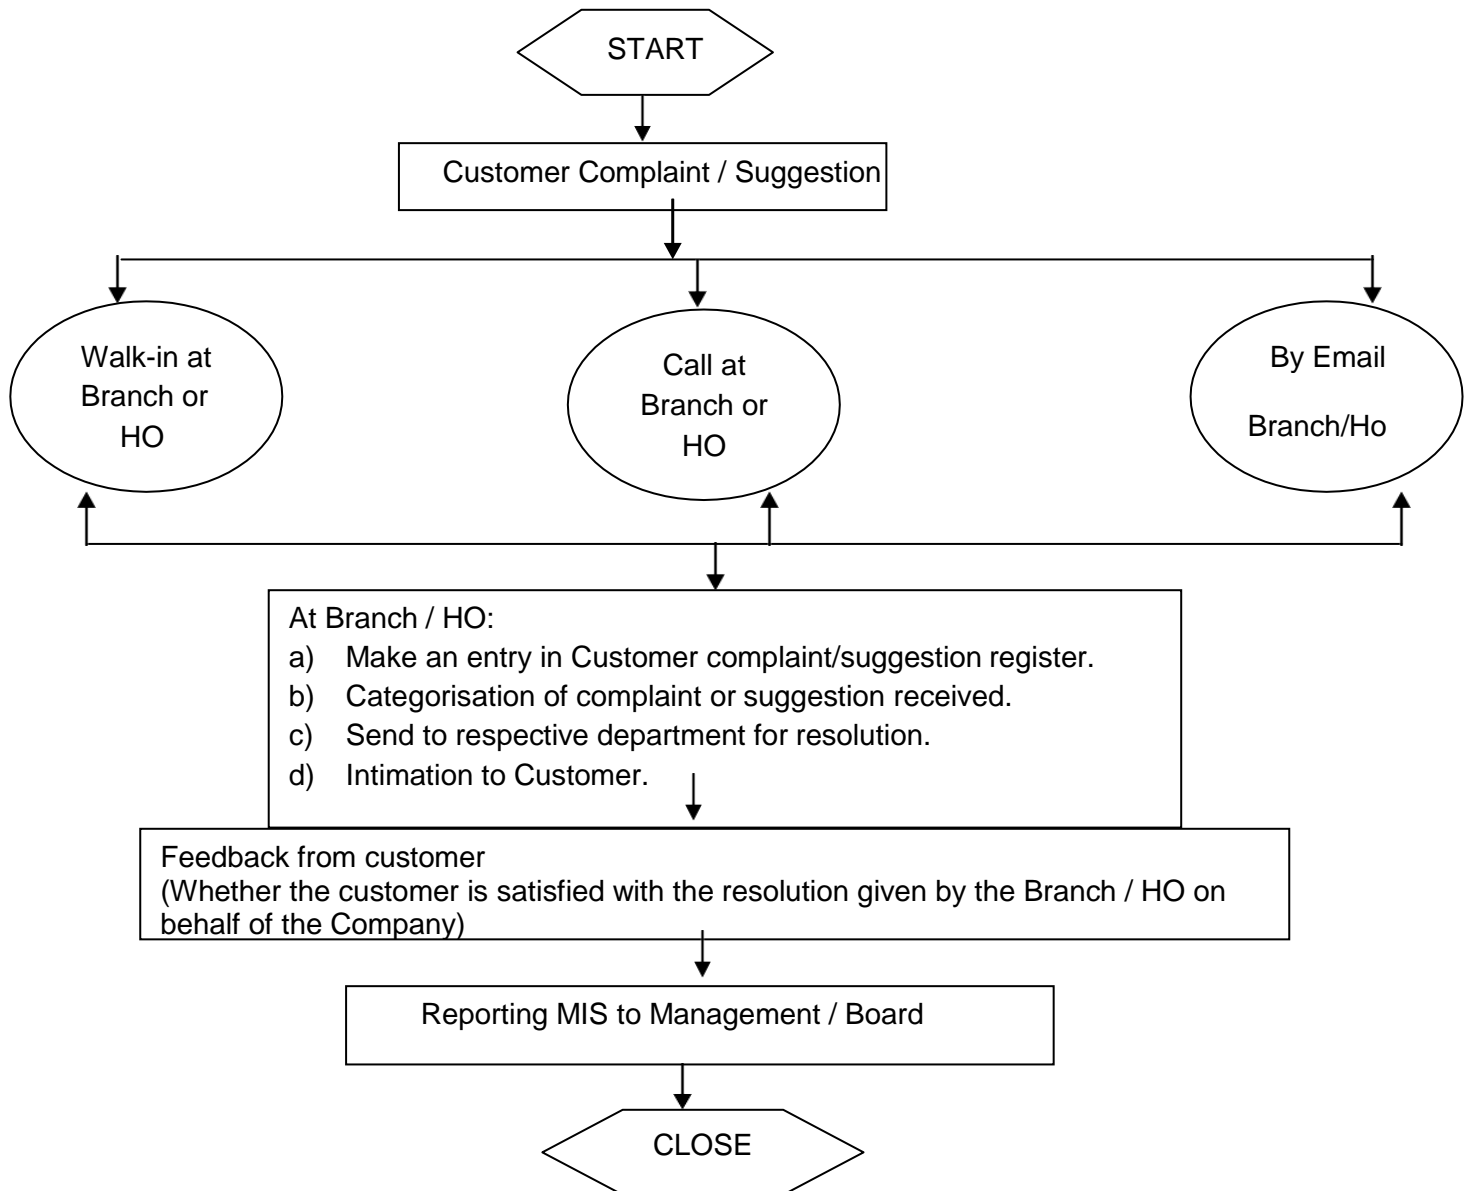 START
Customer Complaint / Suggestion
Walk-in at
Branch or
HO
Call at
Branch or
HO
By Email
Branch/Ho
At Branch / HO:
a) Make an entry in Customer complaint/suggestion register.
b) Categorisation of complaint or suggestion received.
c) Send to respective department for resolution.
d) Intimation to Customer.
Feedback from customer
(Whether the customer is satisfied with the resolution given by the Branch / HO on
behalf of the Company)
Reporting MIS to Management / Board
CLOSE